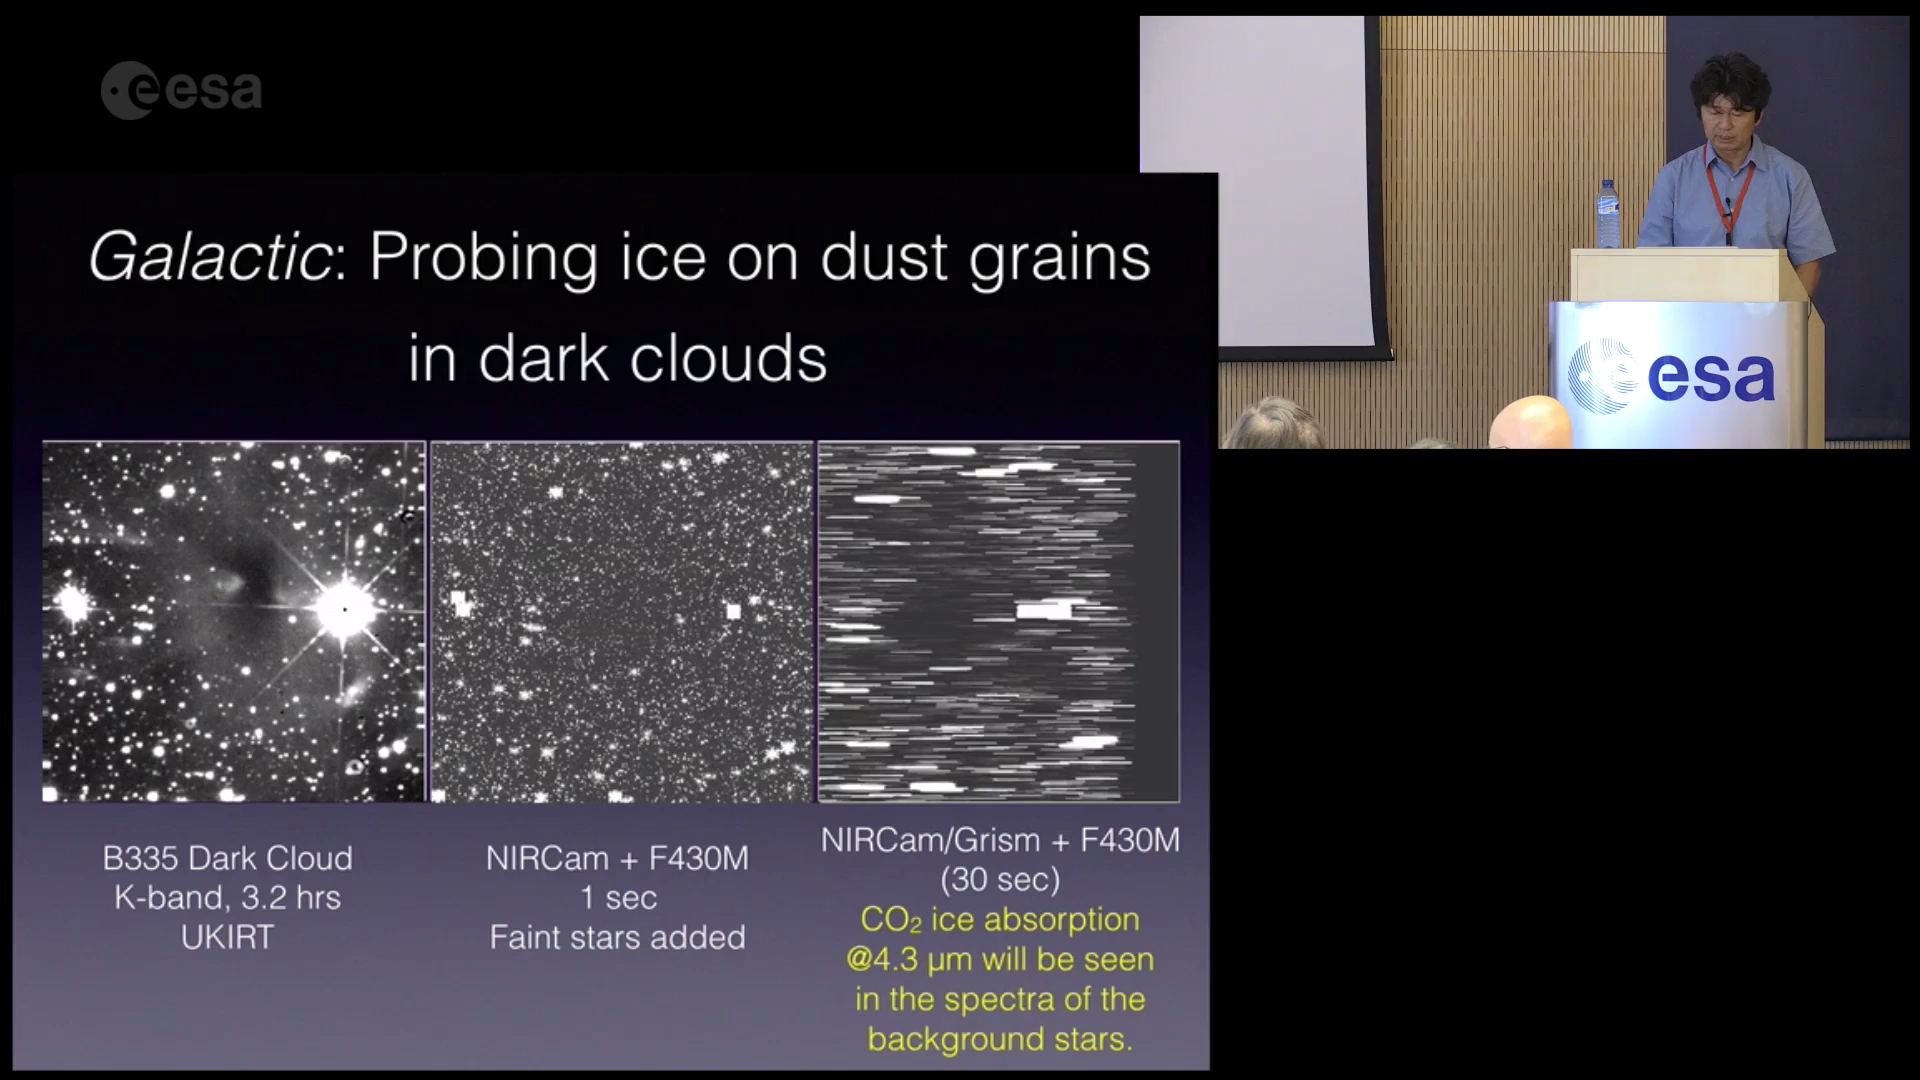 esa
Galactic: Probing ice on dust grains
in dark clouds
B335 Dark Cloud
K-band, 3.2 hrs
UKIRT
NIRCam + F430M
1 sec
Faint stars added
NIRCam/Grism + F430M
(30 sec)
CO₂ ice absorption
@4.3 µm will be seen
in the spectra of the
background stars.
esa